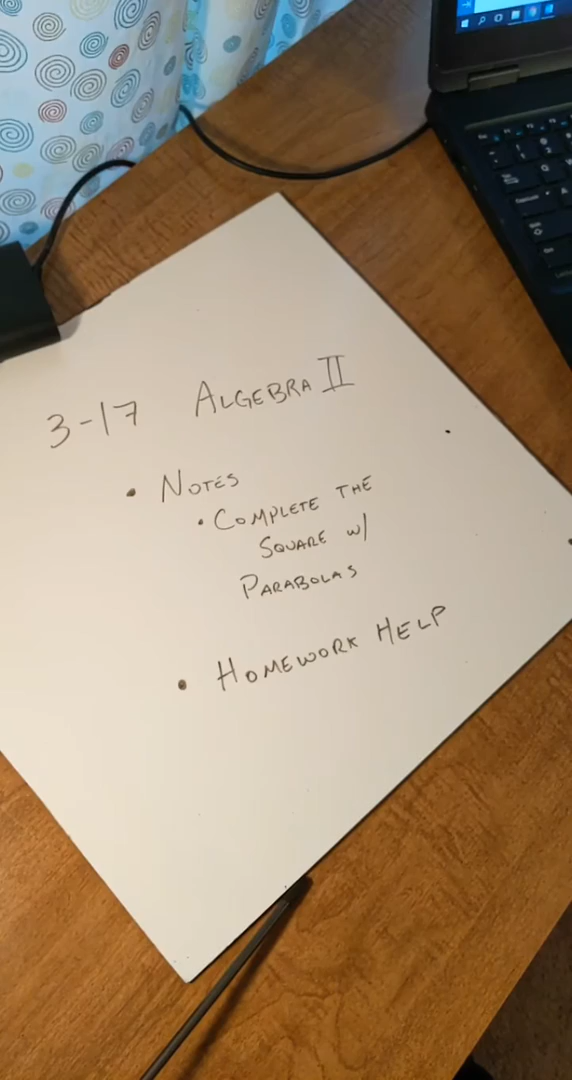 3-17 ALGEBRA II
• NOTES
• COMPLETE THE
SQUARE W/
PARABOLAS
• HOMEWORK HELP